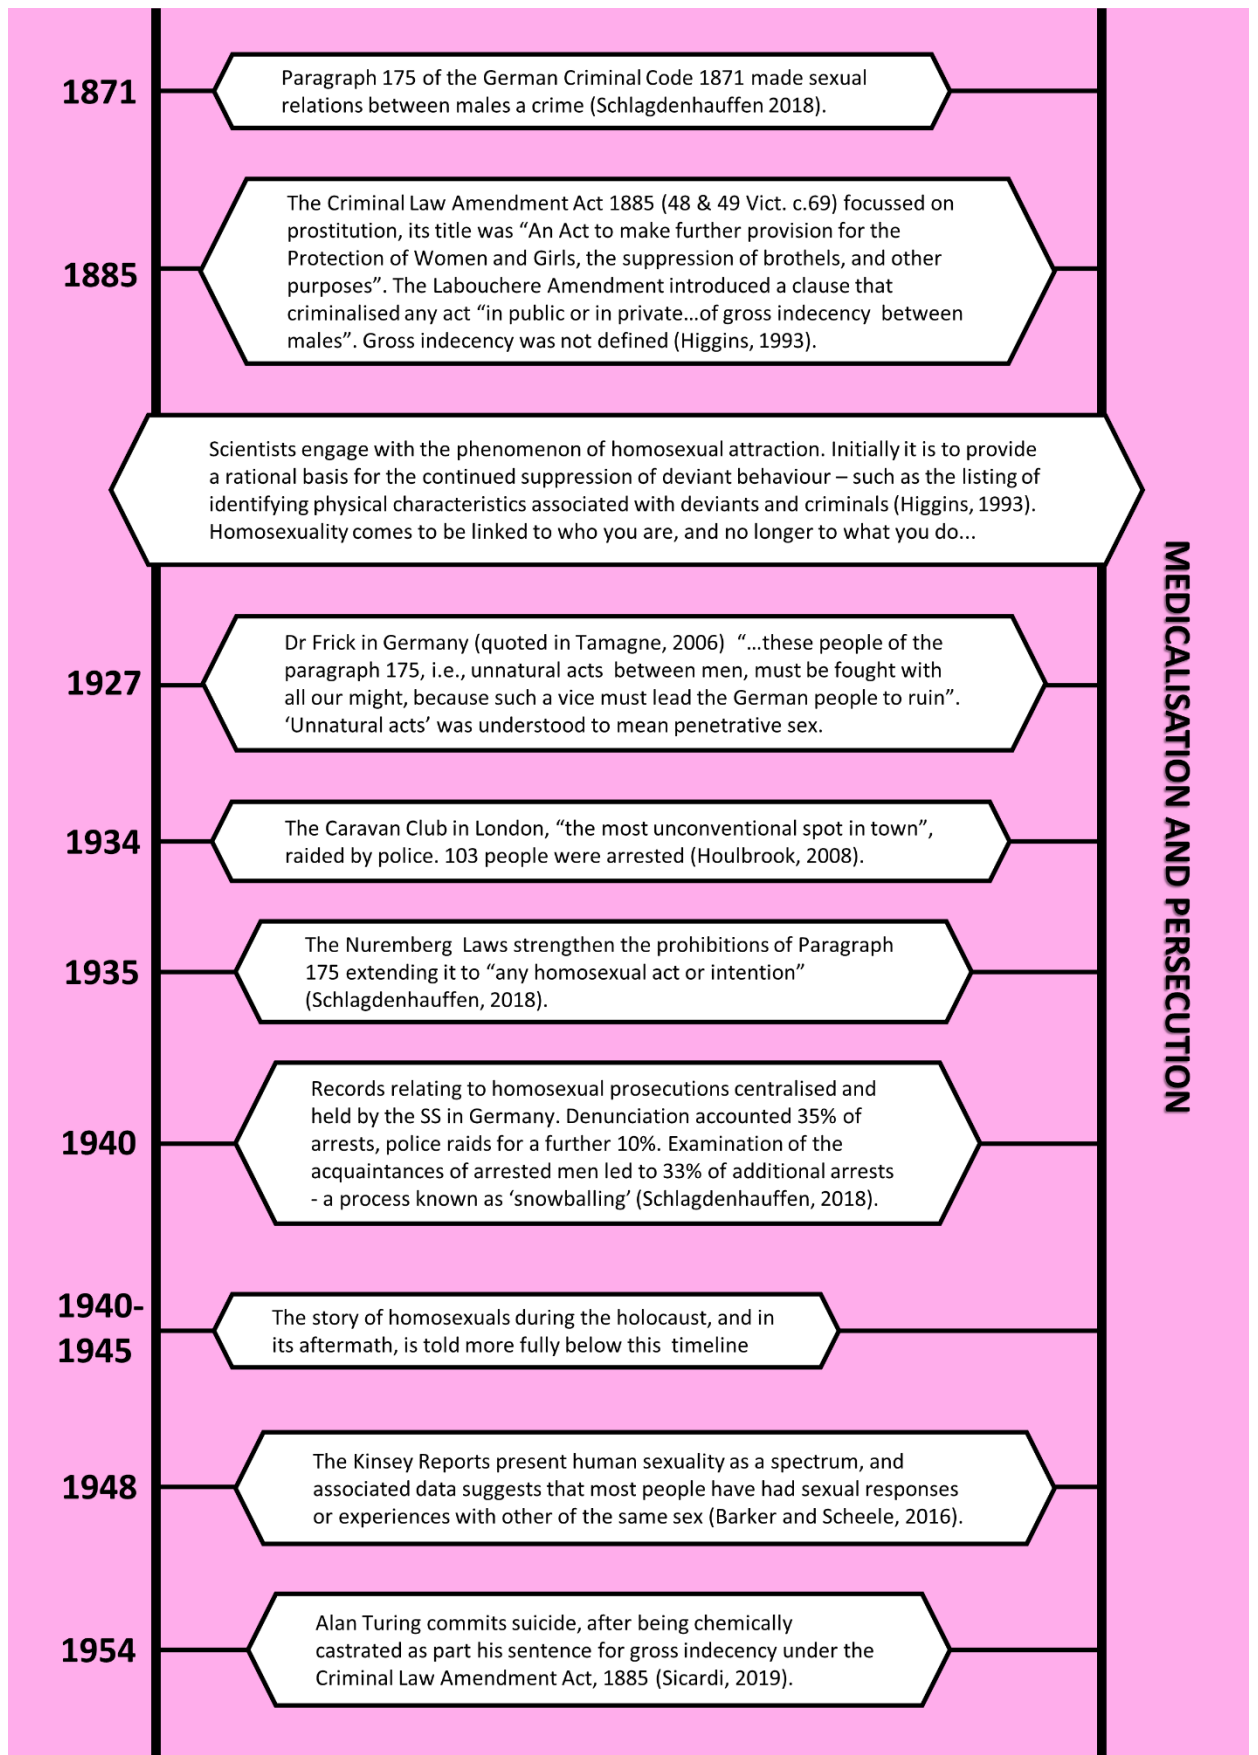 1871
Paragraph 175 of the German Criminal Code 1871 made sexual
relations between males a crime (Schlagdenhauffen 2018).
1885
The Criminal Law Amendment Act 1885 (48 & 49 Vict. c.69) focussed on
prostitution, its title was “An Act to make further provision for the
Protection of Women and Girls, the suppression of brothels, and other
purposes”. The Labouchere Amendment introduced a clause that
criminalised any act “in public or in private…of gross indecency between
males”. Gross indecency was not defined (Higgins, 1993).
Scientists engage with the phenomenon of homosexual attraction. Initially it is to provide
a rational basis for the continued suppression of deviant behaviour – such as the listing of
identifying physical characteristics associated with deviants and criminals (Higgins, 1993).
Homosexuality comes to be linked to who you are, and no longer to what you do...
1927
Dr Frick in Germany (quoted in Tamagne, 2006) “…these people of the
paragraph 175, i.e., unnatural acts between men, must be fought with
all our might, because such a vice must lead the German people to ruin”.
‘Unnatural acts’ was understood to mean penetrative sex.
1934
The Caravan Club in London, “the most unconventional spot in town”,
raided by police. 103 people were arrested (Houlbrook, 2008).
1935
The Nuremberg Laws strengthen the prohibitions of Paragraph
175 extending it to “any homosexual act or intention”
(Schlagdenhauffen, 2018).
1940
Records relating to homosexual prosecutions centralised and
held by the SS in Germany. Denunciation accounted 35% of
arrests, police raids for a further 10%. Examination of the
acquaintances of arrested men led to 33% of additional arrests
- a process known as ‘snowballing’ (Schlagdenhauffen, 2018).
1940-
1945
The story of homosexuals during the holocaust, and in
its aftermath, is told more fully below this timeline
1948
The Kinsey Reports present human sexuality as a spectrum, and
associated data suggests that most people have had sexual responses
or experiences with other of the same sex (Barker and Scheele, 2016).
1954
Alan Turing commits suicide, after being chemically
castrated as part his sentence for gross indecency under the
Criminal Law Amendment Act, 1885 (Sicardi, 2019).
MEDICALISATION AND PERSECUTION